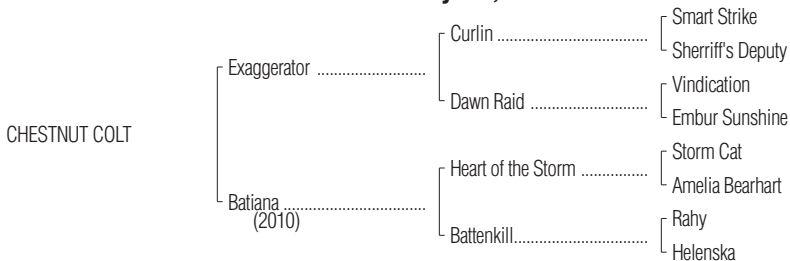 Smart Strike
Curlin
Sherriff's Deputy
Exaggerator
Vindication
Dawn Raid
Embur Sunshine
CHESTNUT COLT
Storm Cat
Heart of the Storm
Amelia Bearhart
Batiana
(2010)
Rahy
Battenkill
Helenska